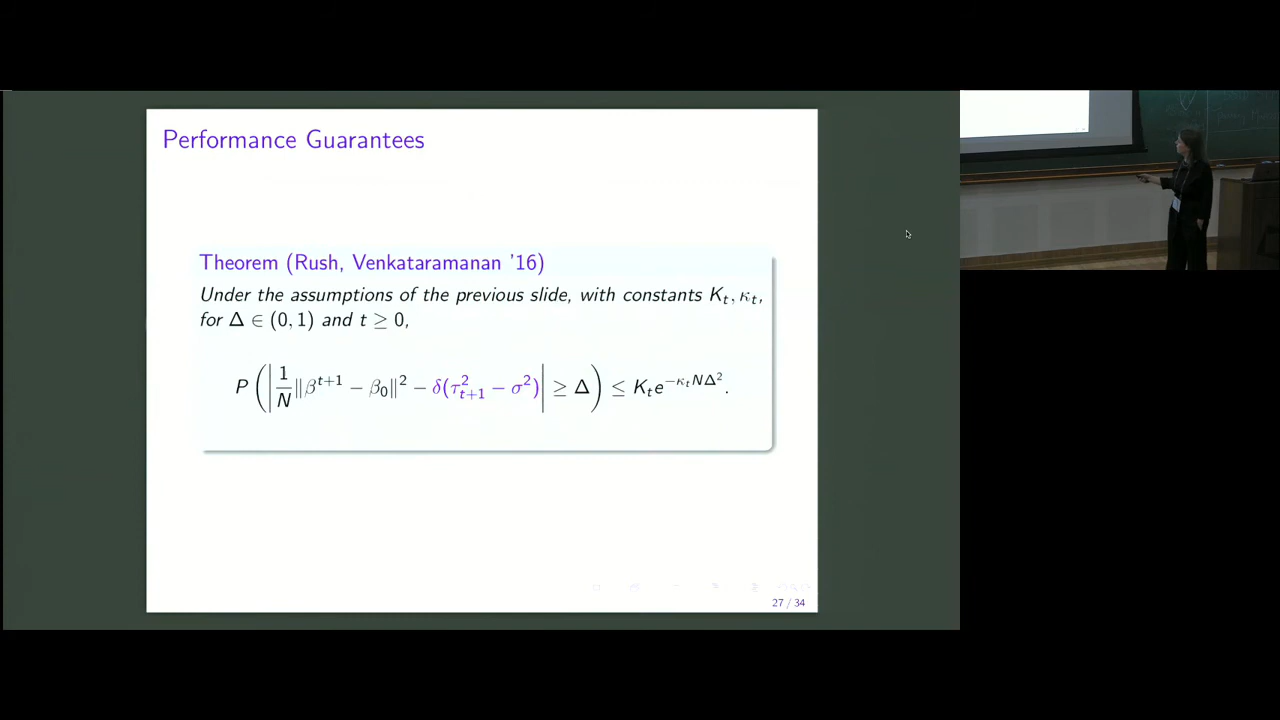 Performance Guarantees
Theorem (Rush, Venkataramanan '16)
Under the assumptions of the previous slide, with constants K_t, κ_t,
for Δ ∈ (0, 1) and t ≥ 0,
P ( | 1/N ‖β^{t+1} − β_0‖² − δ(τ²_{t+1} − σ²) | ≥ Δ ) ≤ K_t e^{−κ_t N Δ²}.
27 / 34